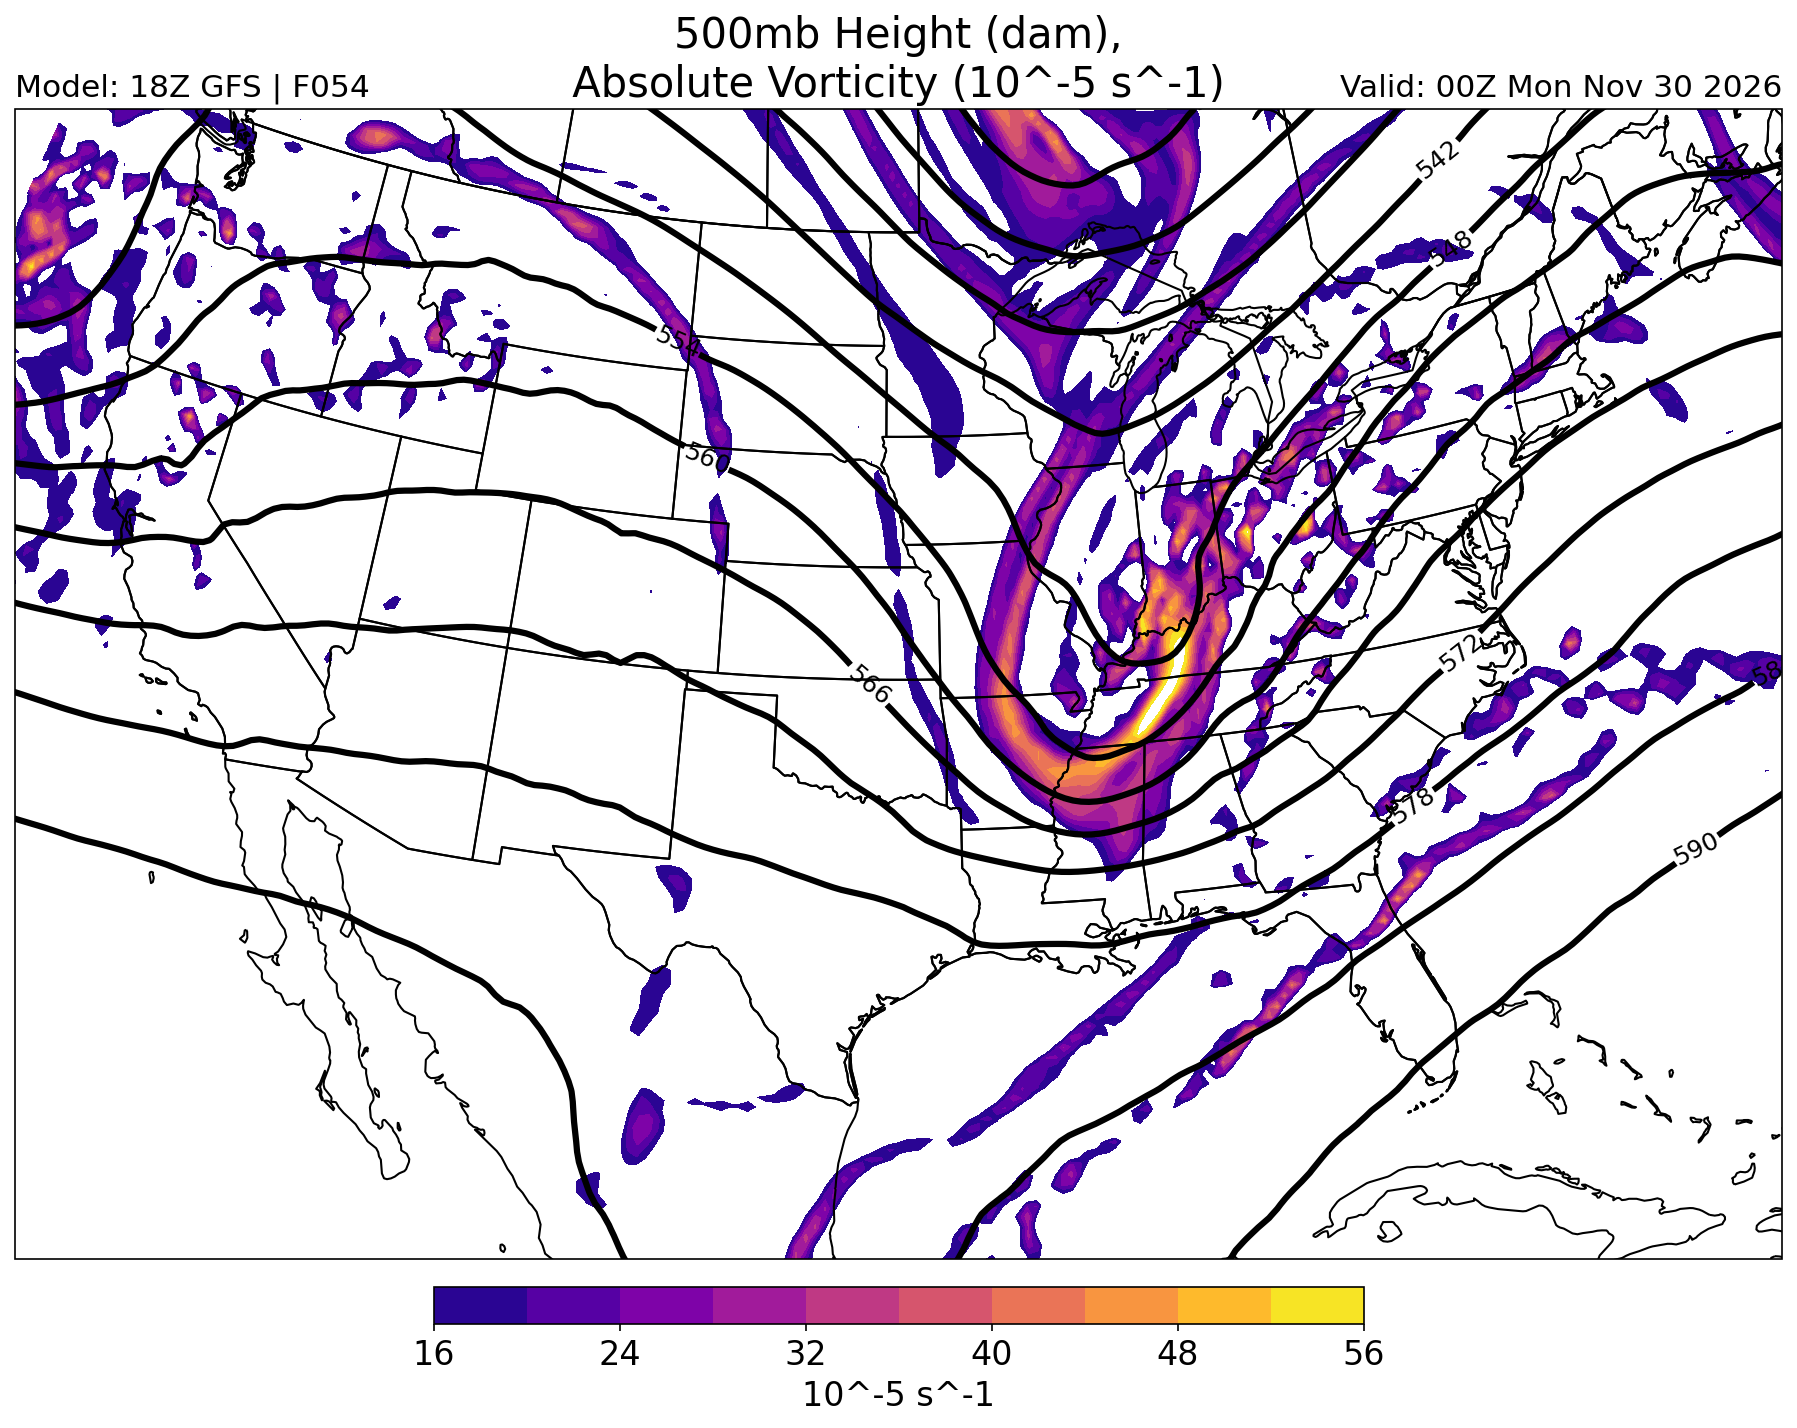 500mb Height (dam),
Model: 18Z GFS | F054
Absolute Vorticity (10^-5 s^-1)
Valid: 00Z Mon Nov 30 2026
542
548
554
560
566
572
578
58
590
16 24 32 40 48 56
10^-5 s^-1